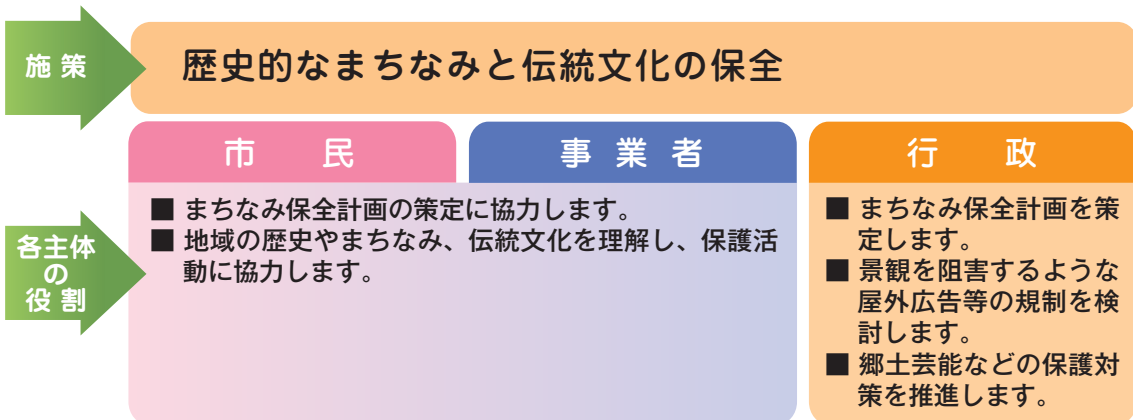 施策
歴史的なまちなみと伝統文化の保全
市民
事業者
行政
各主体
の
役割
■ まちなみ保全計画の策定に協力します。
■ 地域の歴史やまちなみ、伝統文化を理解し、保護活
動に協力します。
■ まちなみ保全計画を策
定します。
■ 景観を阻害するような
屋外広告等の規制を検
討します。
■ 郷土芸能などの保護対
策を推進します。